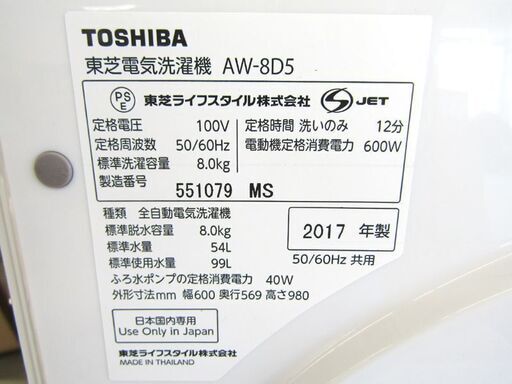 TOSHIBA
東芝電気洗濯機 AW-8D5
PS
E
東芝ライフスタイル株式会社 S JET
定格電圧 100V
定格周波数 50/60Hz
標準洗濯容量 8.0kg
製造番号 551079 MS
定格時間 洗いのみ 12分
電動機定格消費電力 600W
種類 全自動電気洗濯機
標準脱水容量 8.0kg
標準水量 54L
標準使用水量 99L
ふろ水ポンプの定格消費電力 40W
外形寸法mm 幅600 奥行569 高さ980
2017 年製
50/60Hz 共用
日本国内専用
Use Only in Japan
東芝ライフスタイル株式会社
MADE IN THAILAND